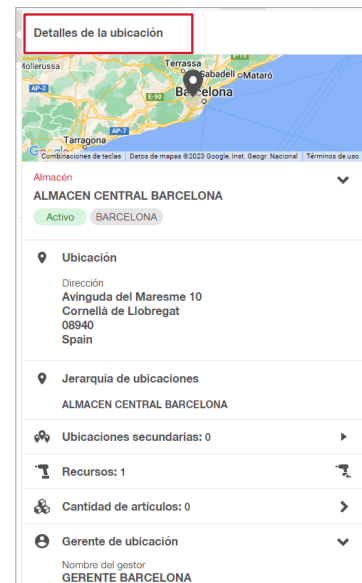 Detalles de la ubicación
Mollerussa
Terrassa
Sabadell
Mataró
AP-2
E-90
Barcelona
AP-7
Tarragona
Google
Combinaciones de teclas
Datos de mapas ©2023 Google, Inst. Geogr. Nacional
Términos de uso
Almacén
ALMACEN CENTRAL BARCELONA
Activo
BARCELONA
Ubicación
Dirección
Avinguda del Maresme 10
Cornellà de Llobregat
08940
Spain
Jerarquía de ubicaciones
ALMACEN CENTRAL BARCELONA
Ubicaciones secundarias: 0
Recursos: 1
Cantidad de artículos: 0
Gerente de ubicación
Nombre del gestor
GERENTE BARCELONA